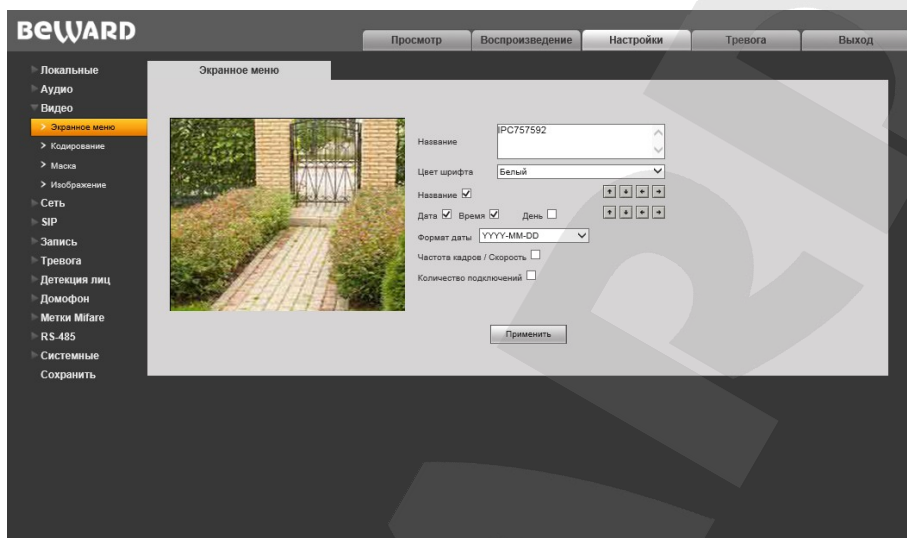 BEWARD
Просмотр Воспроизведение Настройки Тревога Выход
Локальные
Аудио
Видео
Экранное меню
Кодирование
Маска
Изображение
Сеть
SIP
Запись
Тревога
Детекция лиц
Домофон
Метки Mifare
RS-485
Системные
Сохранить
Экранное меню
Название IPC757592
Цвет шрифта Белый
Название
Дата Время День
Формат даты YYYY-MM-DD
Частота кадров / Скорость
Количество подключений
Применить